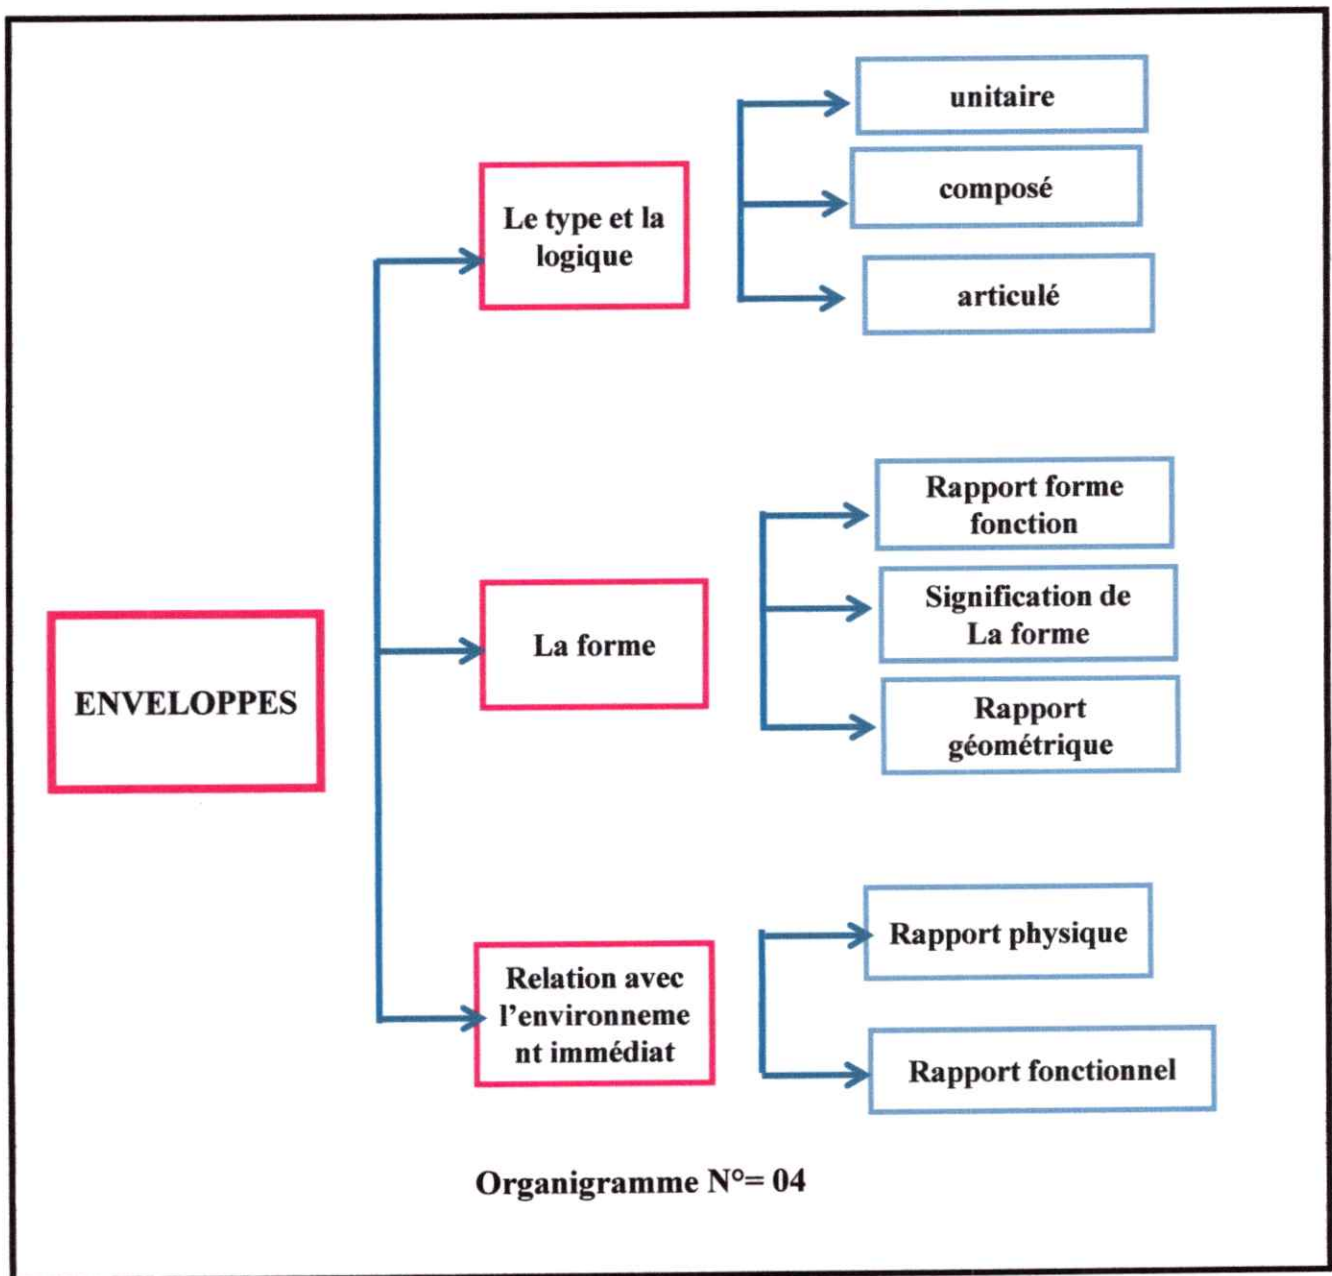 unitaire
composé
articulé
Le type et la
logique
Rapport forme
fonction
Signification de
La forme
Rapport
géométrique
La forme
ENVELOPPES
Rapport physique
Rapport fonctionnel
Relation avec
l'environneme
nt immédiat
Organigramme N°= 04